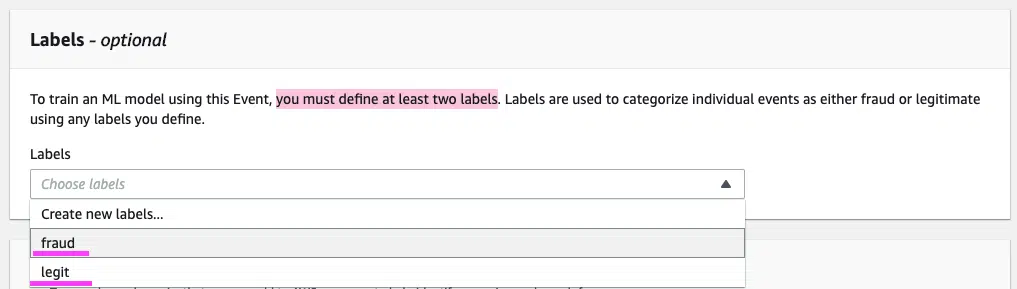 Labels - optional
To train an ML model using this Event, you must define at least two labels. Labels are used to categorize individual events as either fraud or legitimate
using any labels you define.
Labels
Choose labels
Create new labels...
fraud
legit